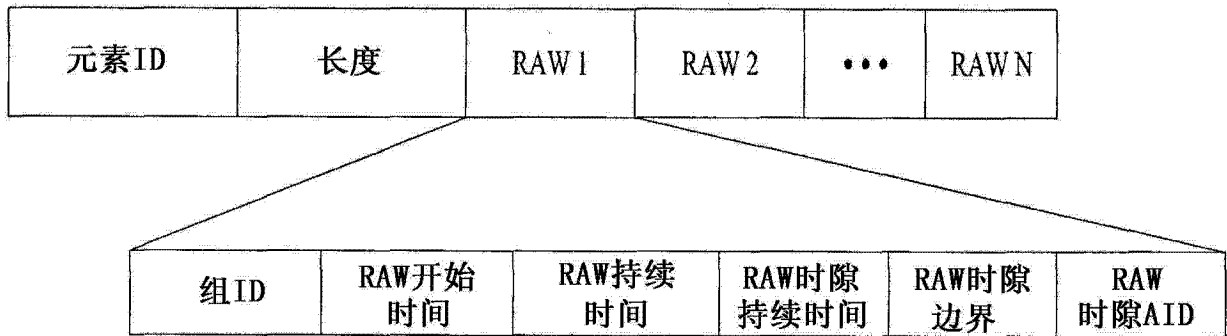 元素ID 长度 RAW 1 RAW 2 ••• RAW N
组ID RAW开始 RAW持续 RAW时隙 RAW时隙 RAW
时间 时间 持续时间 边界 时隙AID